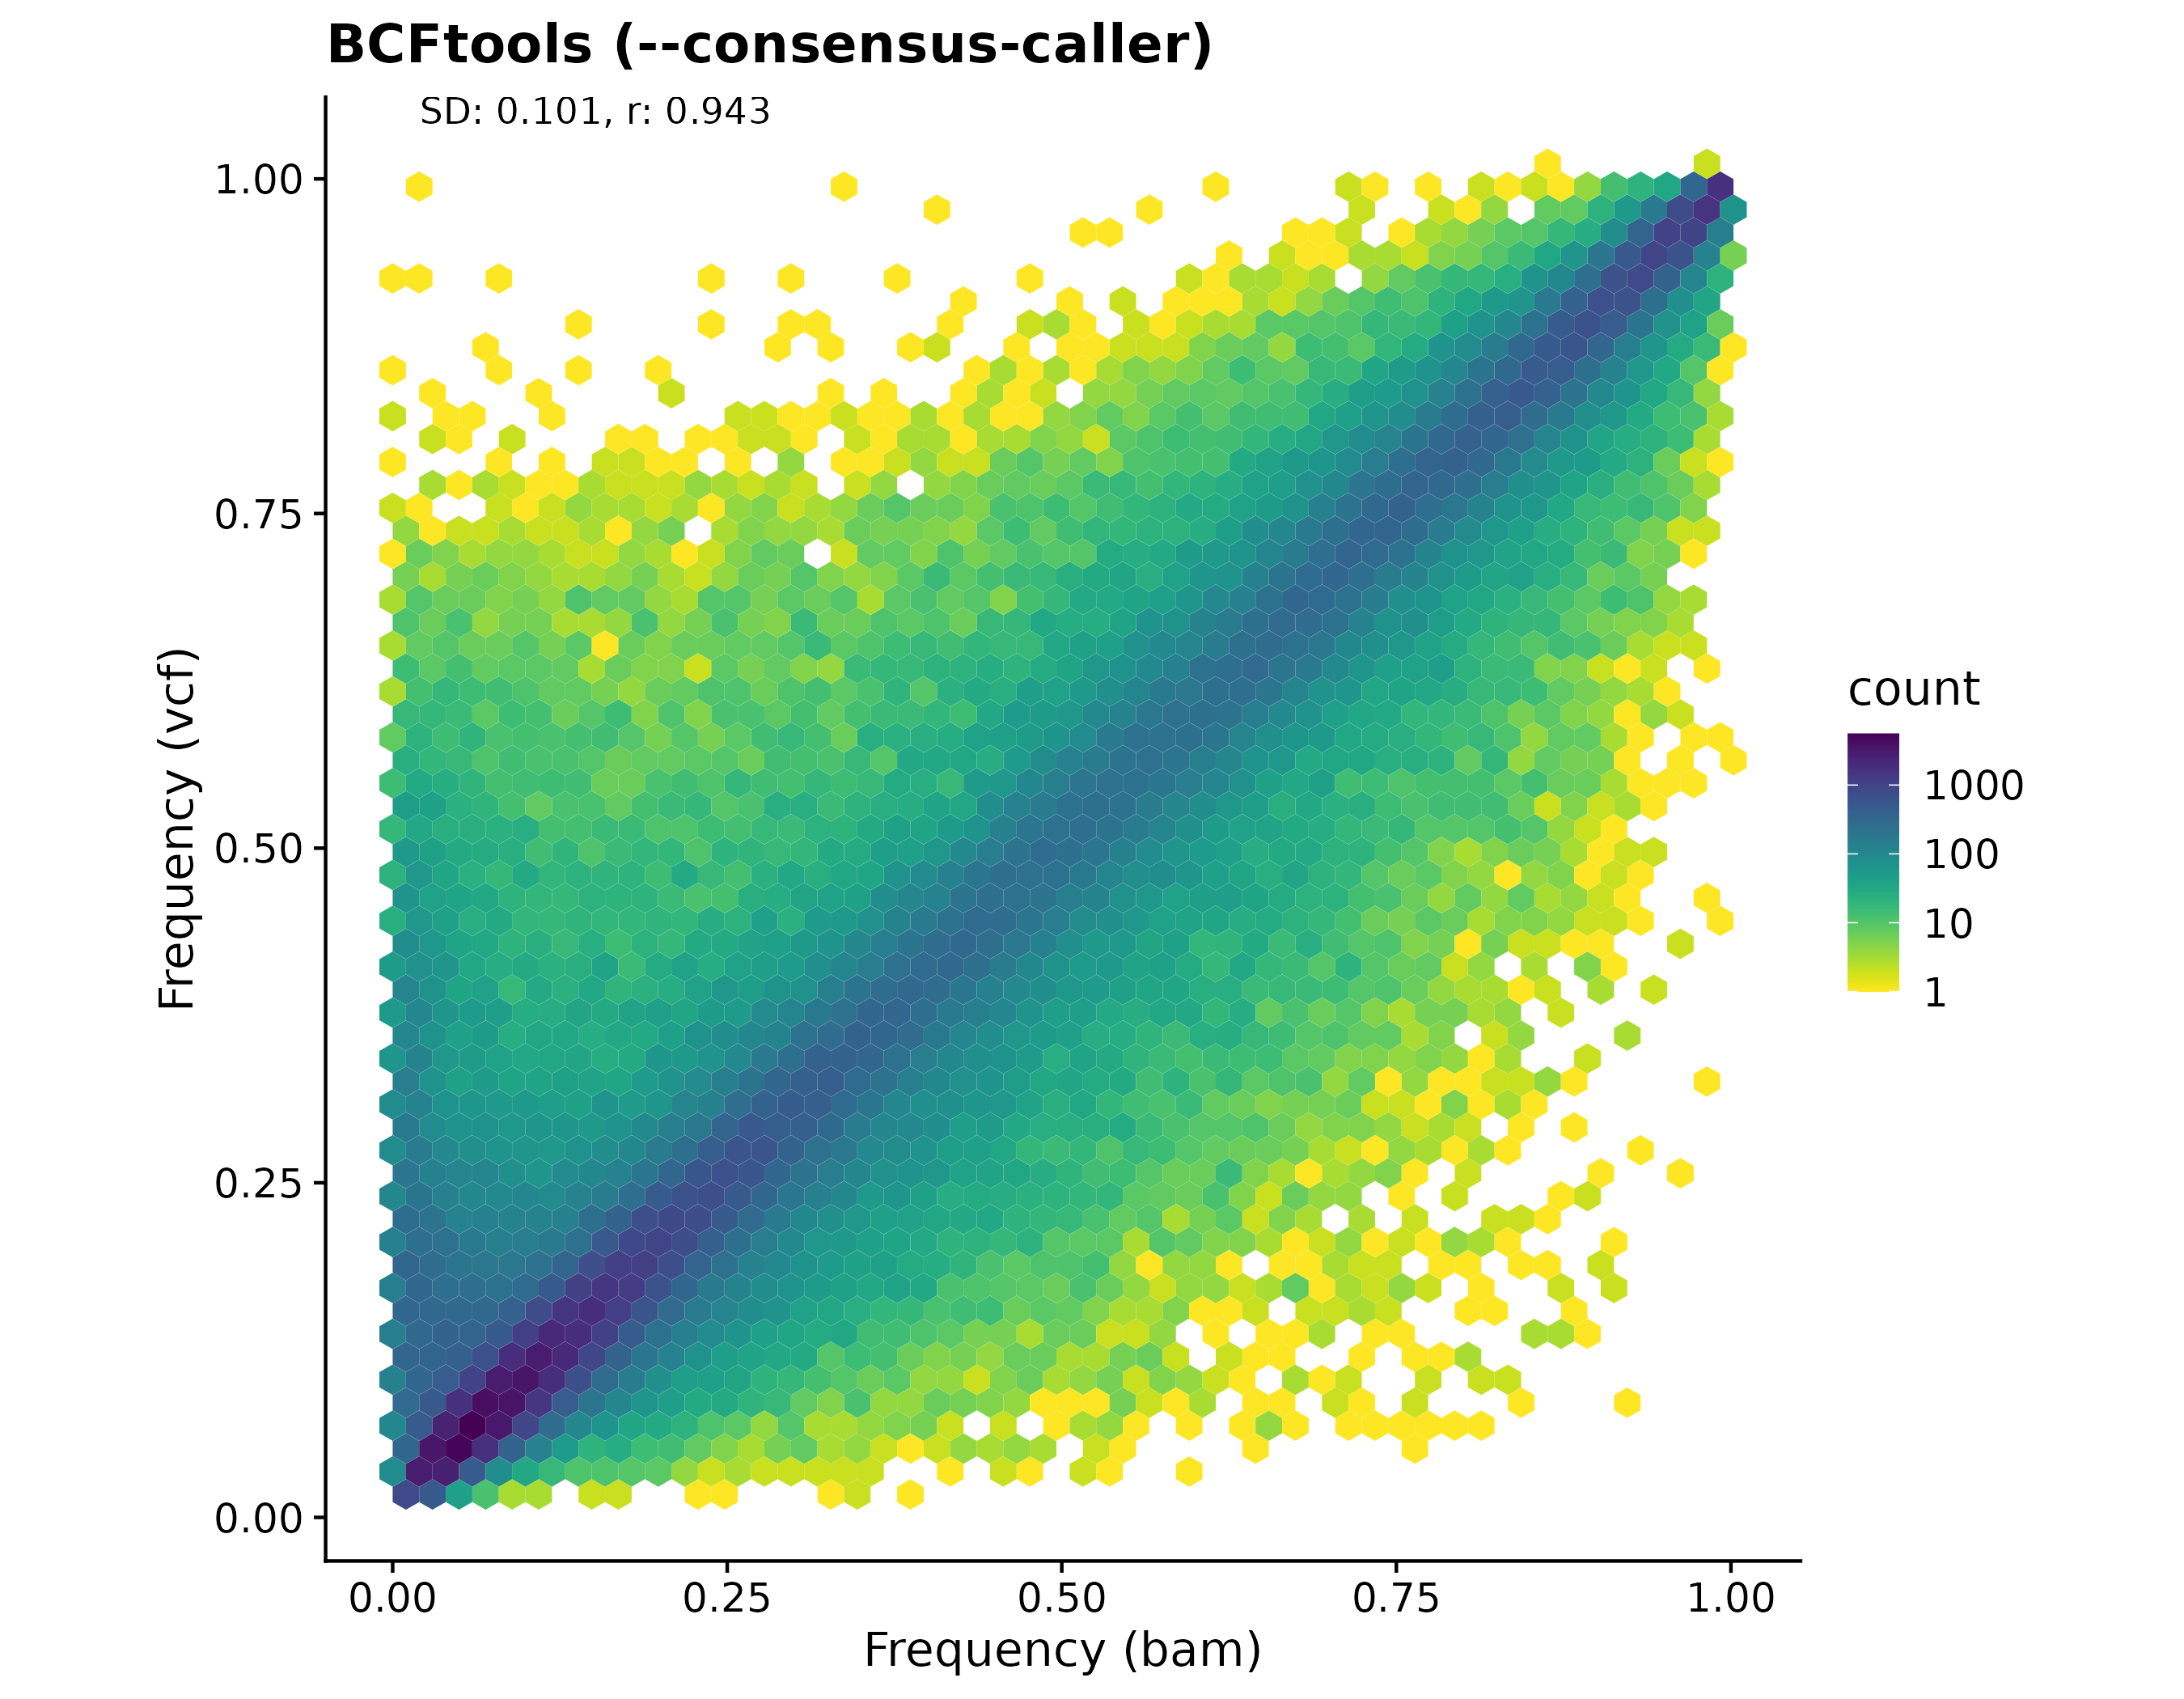 BCFtools (--consensus-caller)
SD: 0.101, r: 0.943
1.00
0.75
0.50
0.25
0.00
Frequency (vcf)
0.00 0.25 0.50 0.75 1.00
Frequency (bam)
count
1000
100
10
1